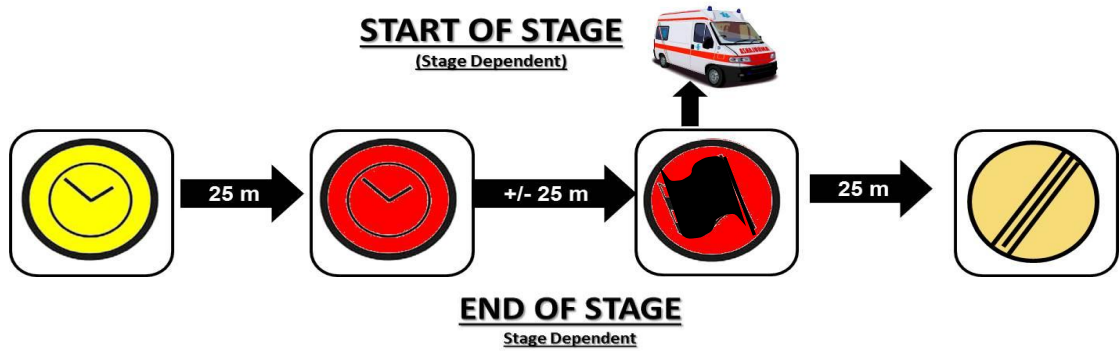 START OF STAGE
(Stage Dependent)
25 m
+/- 25 m
25 m
END OF STAGE
Stage Dependent